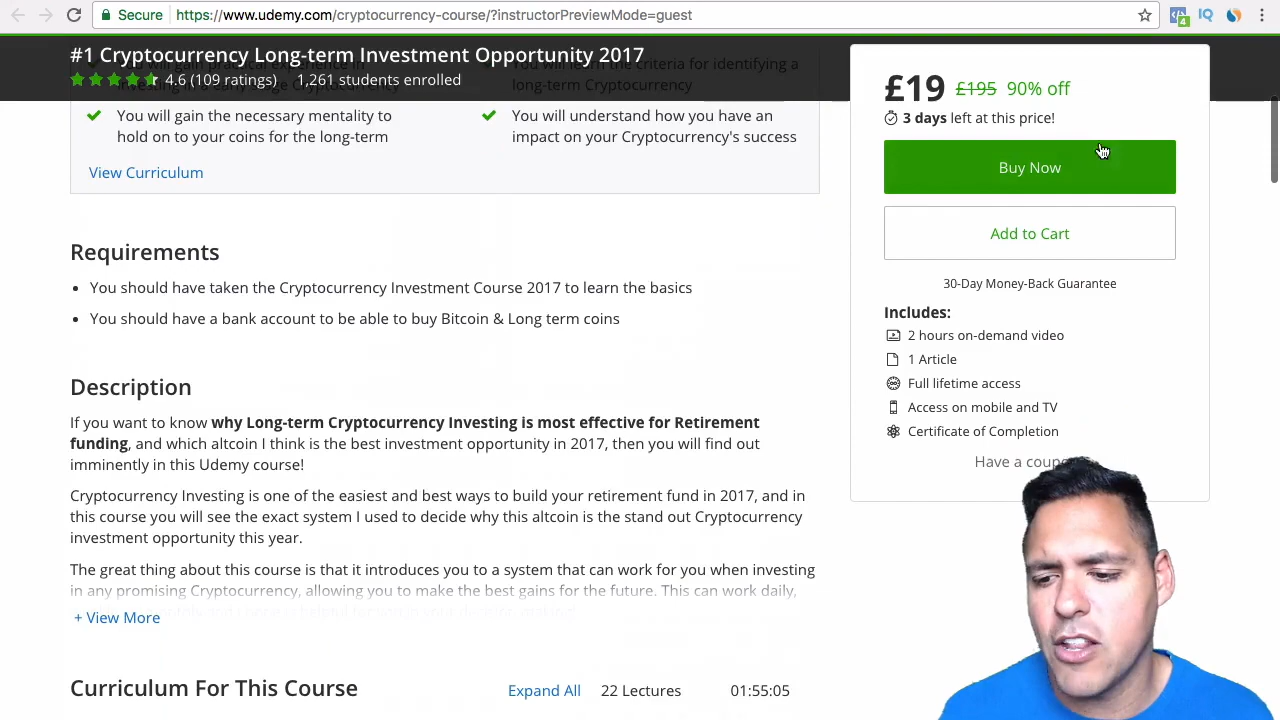 Secure
https://www.udemy.com/cryptocurrency-course/?instructorPreviewMode=guest
4
#1 Cryptocurrency Long-term Investment Opportunity 2017
4.6 (109 ratings) 1,261 students enrolled
the criteria for identifying a
long-term Cryptocurrency
You will gain the necessary mentality to
hold on to your coins for the long-term
You will understand how you have an
impact on your Cryptocurrency's success
View Curriculum
Requirements
You should have taken the Cryptocurrency Investment Course 2017 to learn the basics
You should have a bank account to be able to buy Bitcoin & Long term coins
Description
If you want to know why Long-term Cryptocurrency Investing is most effective for Retirement
funding, and which altcoin I think is the best investment opportunity in 2017, then you will find out
imminently in this Udemy course!
Cryptocurrency Investing is one of the easiest and best ways to build your retirement fund in 2017, and in
this course you will see the exact system I used to decide why this altcoin is the stand out Cryptocurrency
investment opportunity this year.
The great thing about this course is that it introduces you to a system that can work for you when investing
in any promising Cryptocurrency, allowing you to make the best gains for the future. This can work daily,
+ View More
Curriculum For This Course
Expand All 22 Lectures 01:55:05
£19 £195 90% off
3 days left at this price!
Buy Now
Add to Cart
30-Day Money-Back Guarantee
Includes:
2 hours on-demand video
1 Article
Full lifetime access
Access on mobile and TV
Certificate of Completion
Have a coup